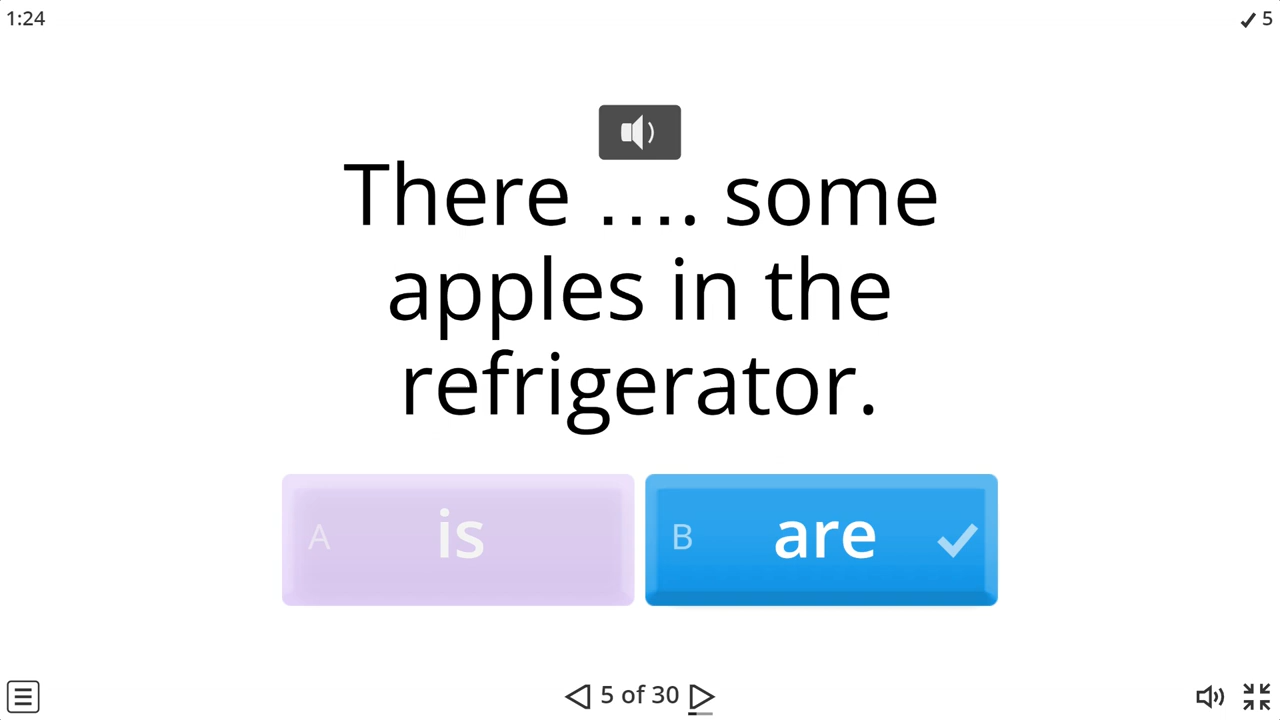 1:24
✓ 5
There .... some
apples in the
refrigerator.
A is
B are ✓
5 of 30